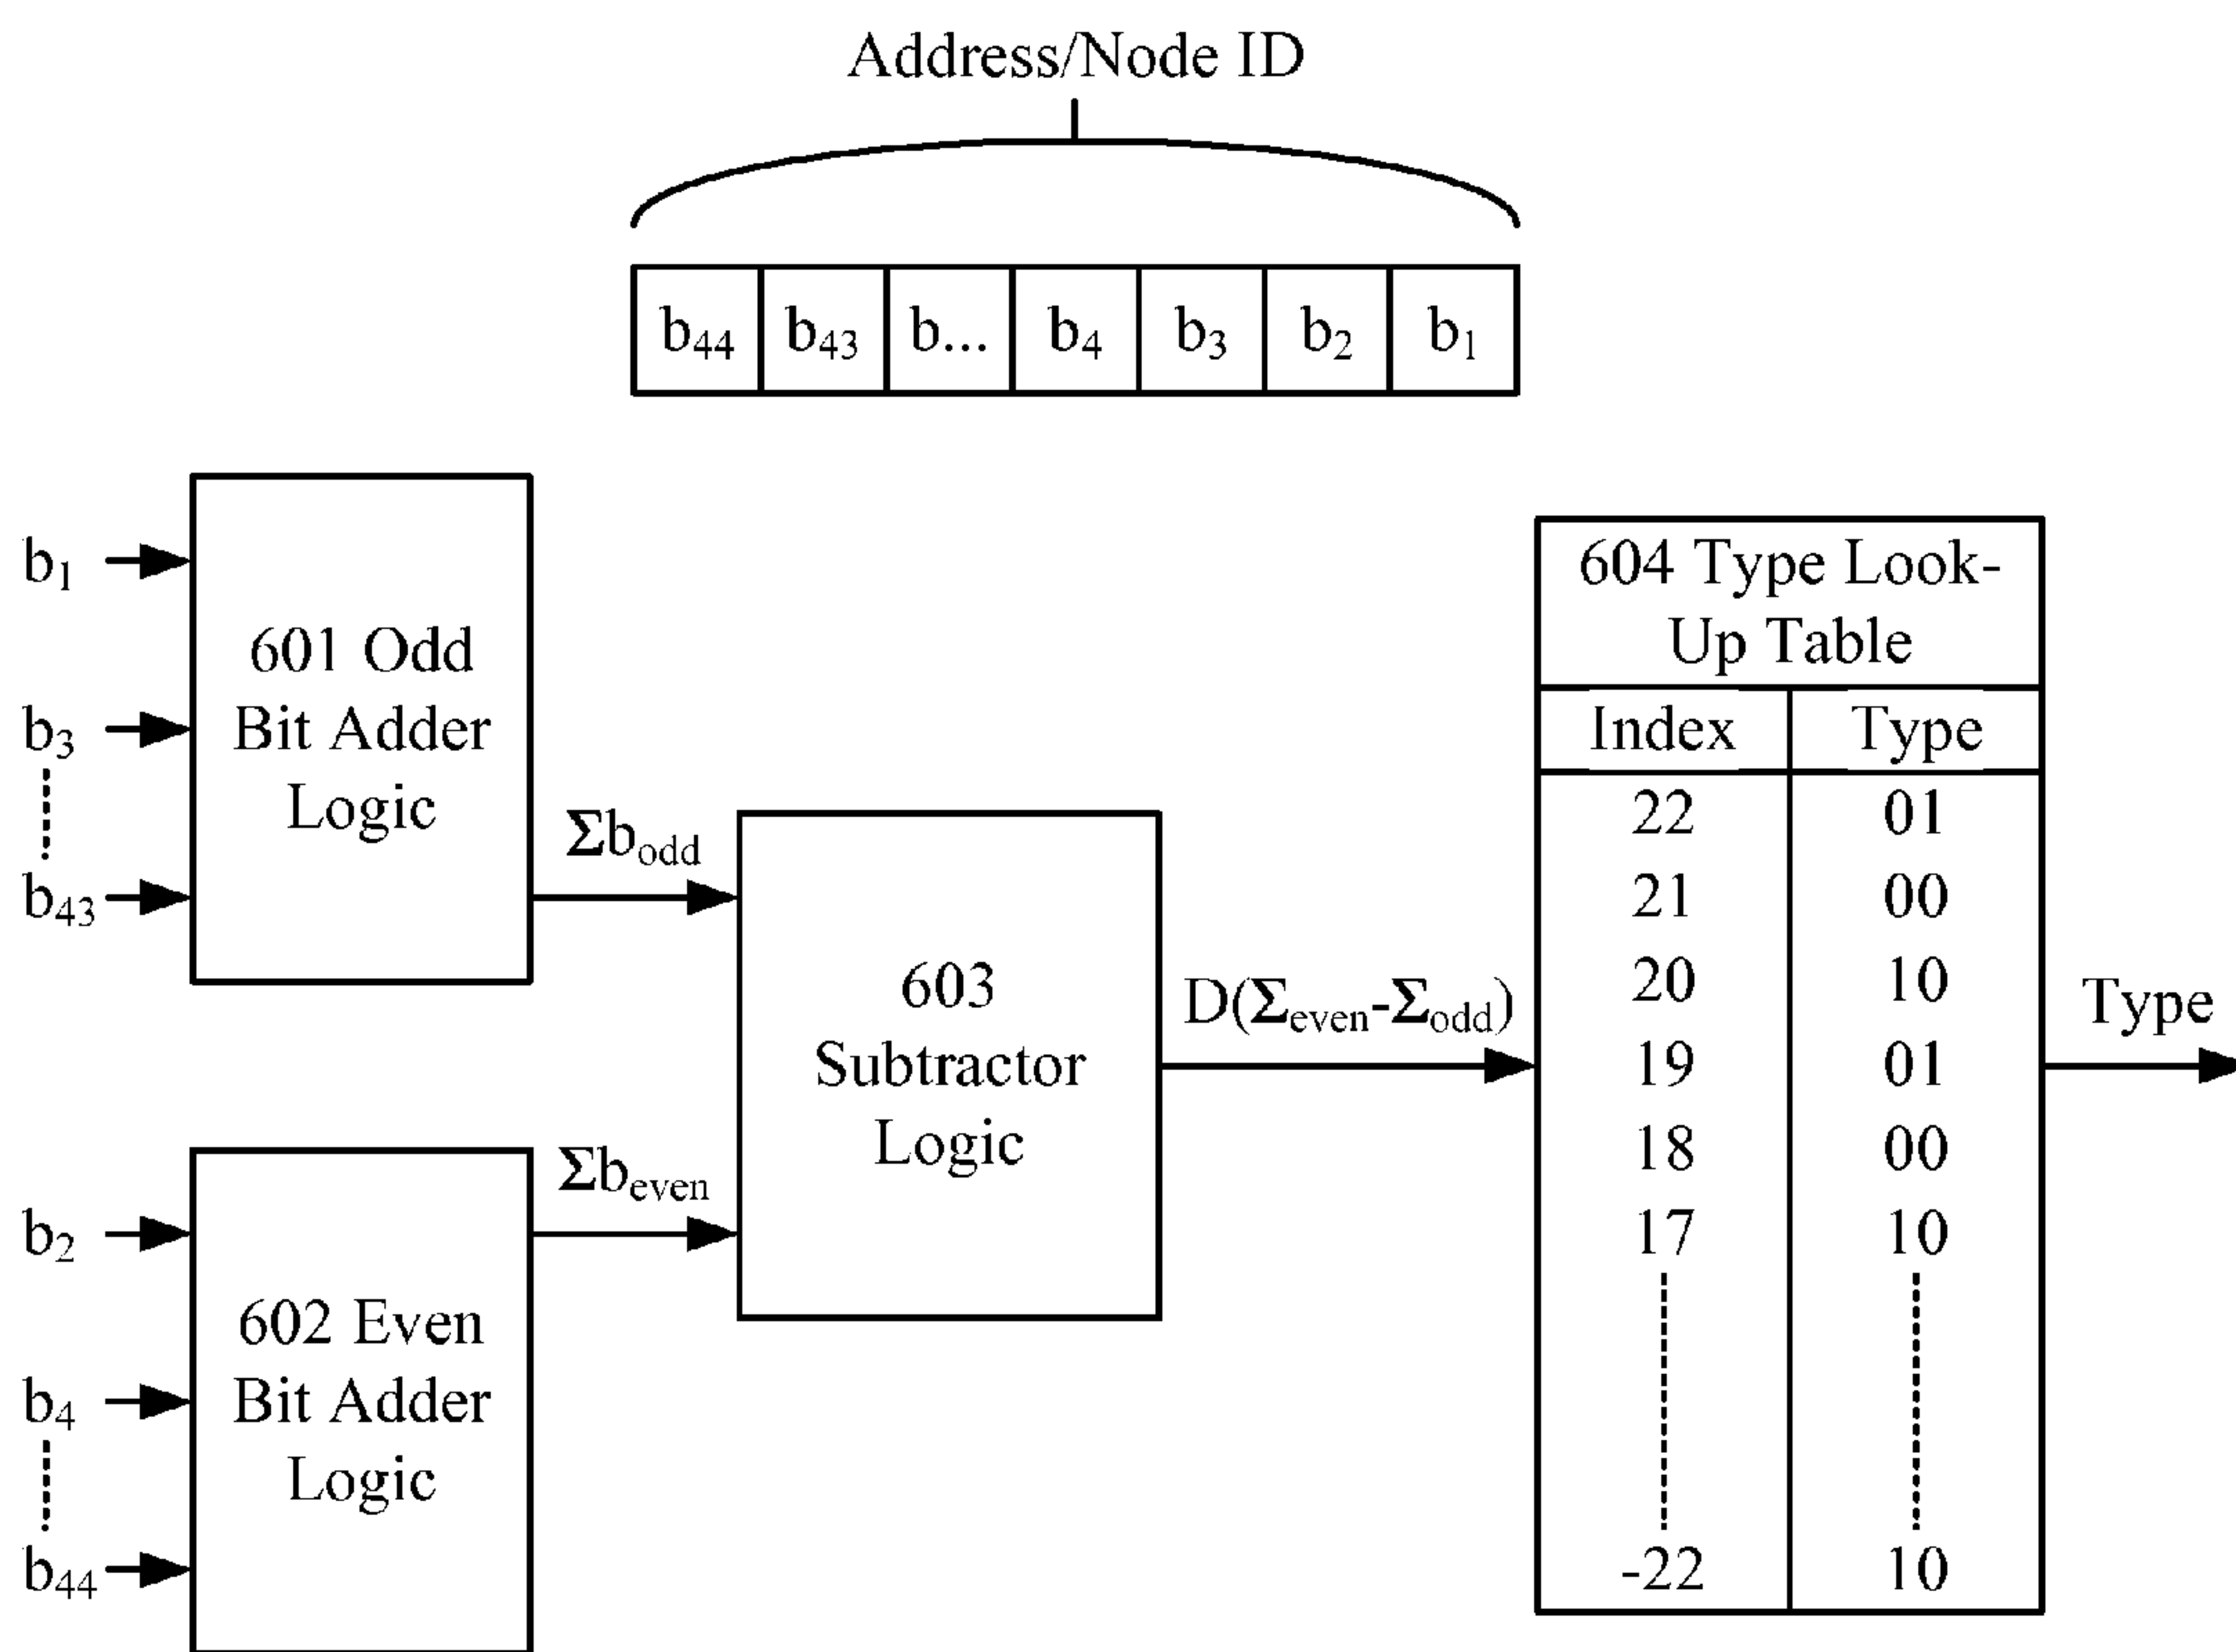 Address/Node ID
b44 b43 b... b4 b3 b2 b1
b1
b3
b43
601 Odd
Bit Adder
Logic
Σbodd
b2
b4
b44
602 Even
Bit Adder
Logic
Σbeven
603
Subtractor
Logic
D(Σeven-Σodd)
604 Type Look-
Up Table
Index Type
22 01
21 00
20 10
19 01
18 00
17 10
-22 10
Type